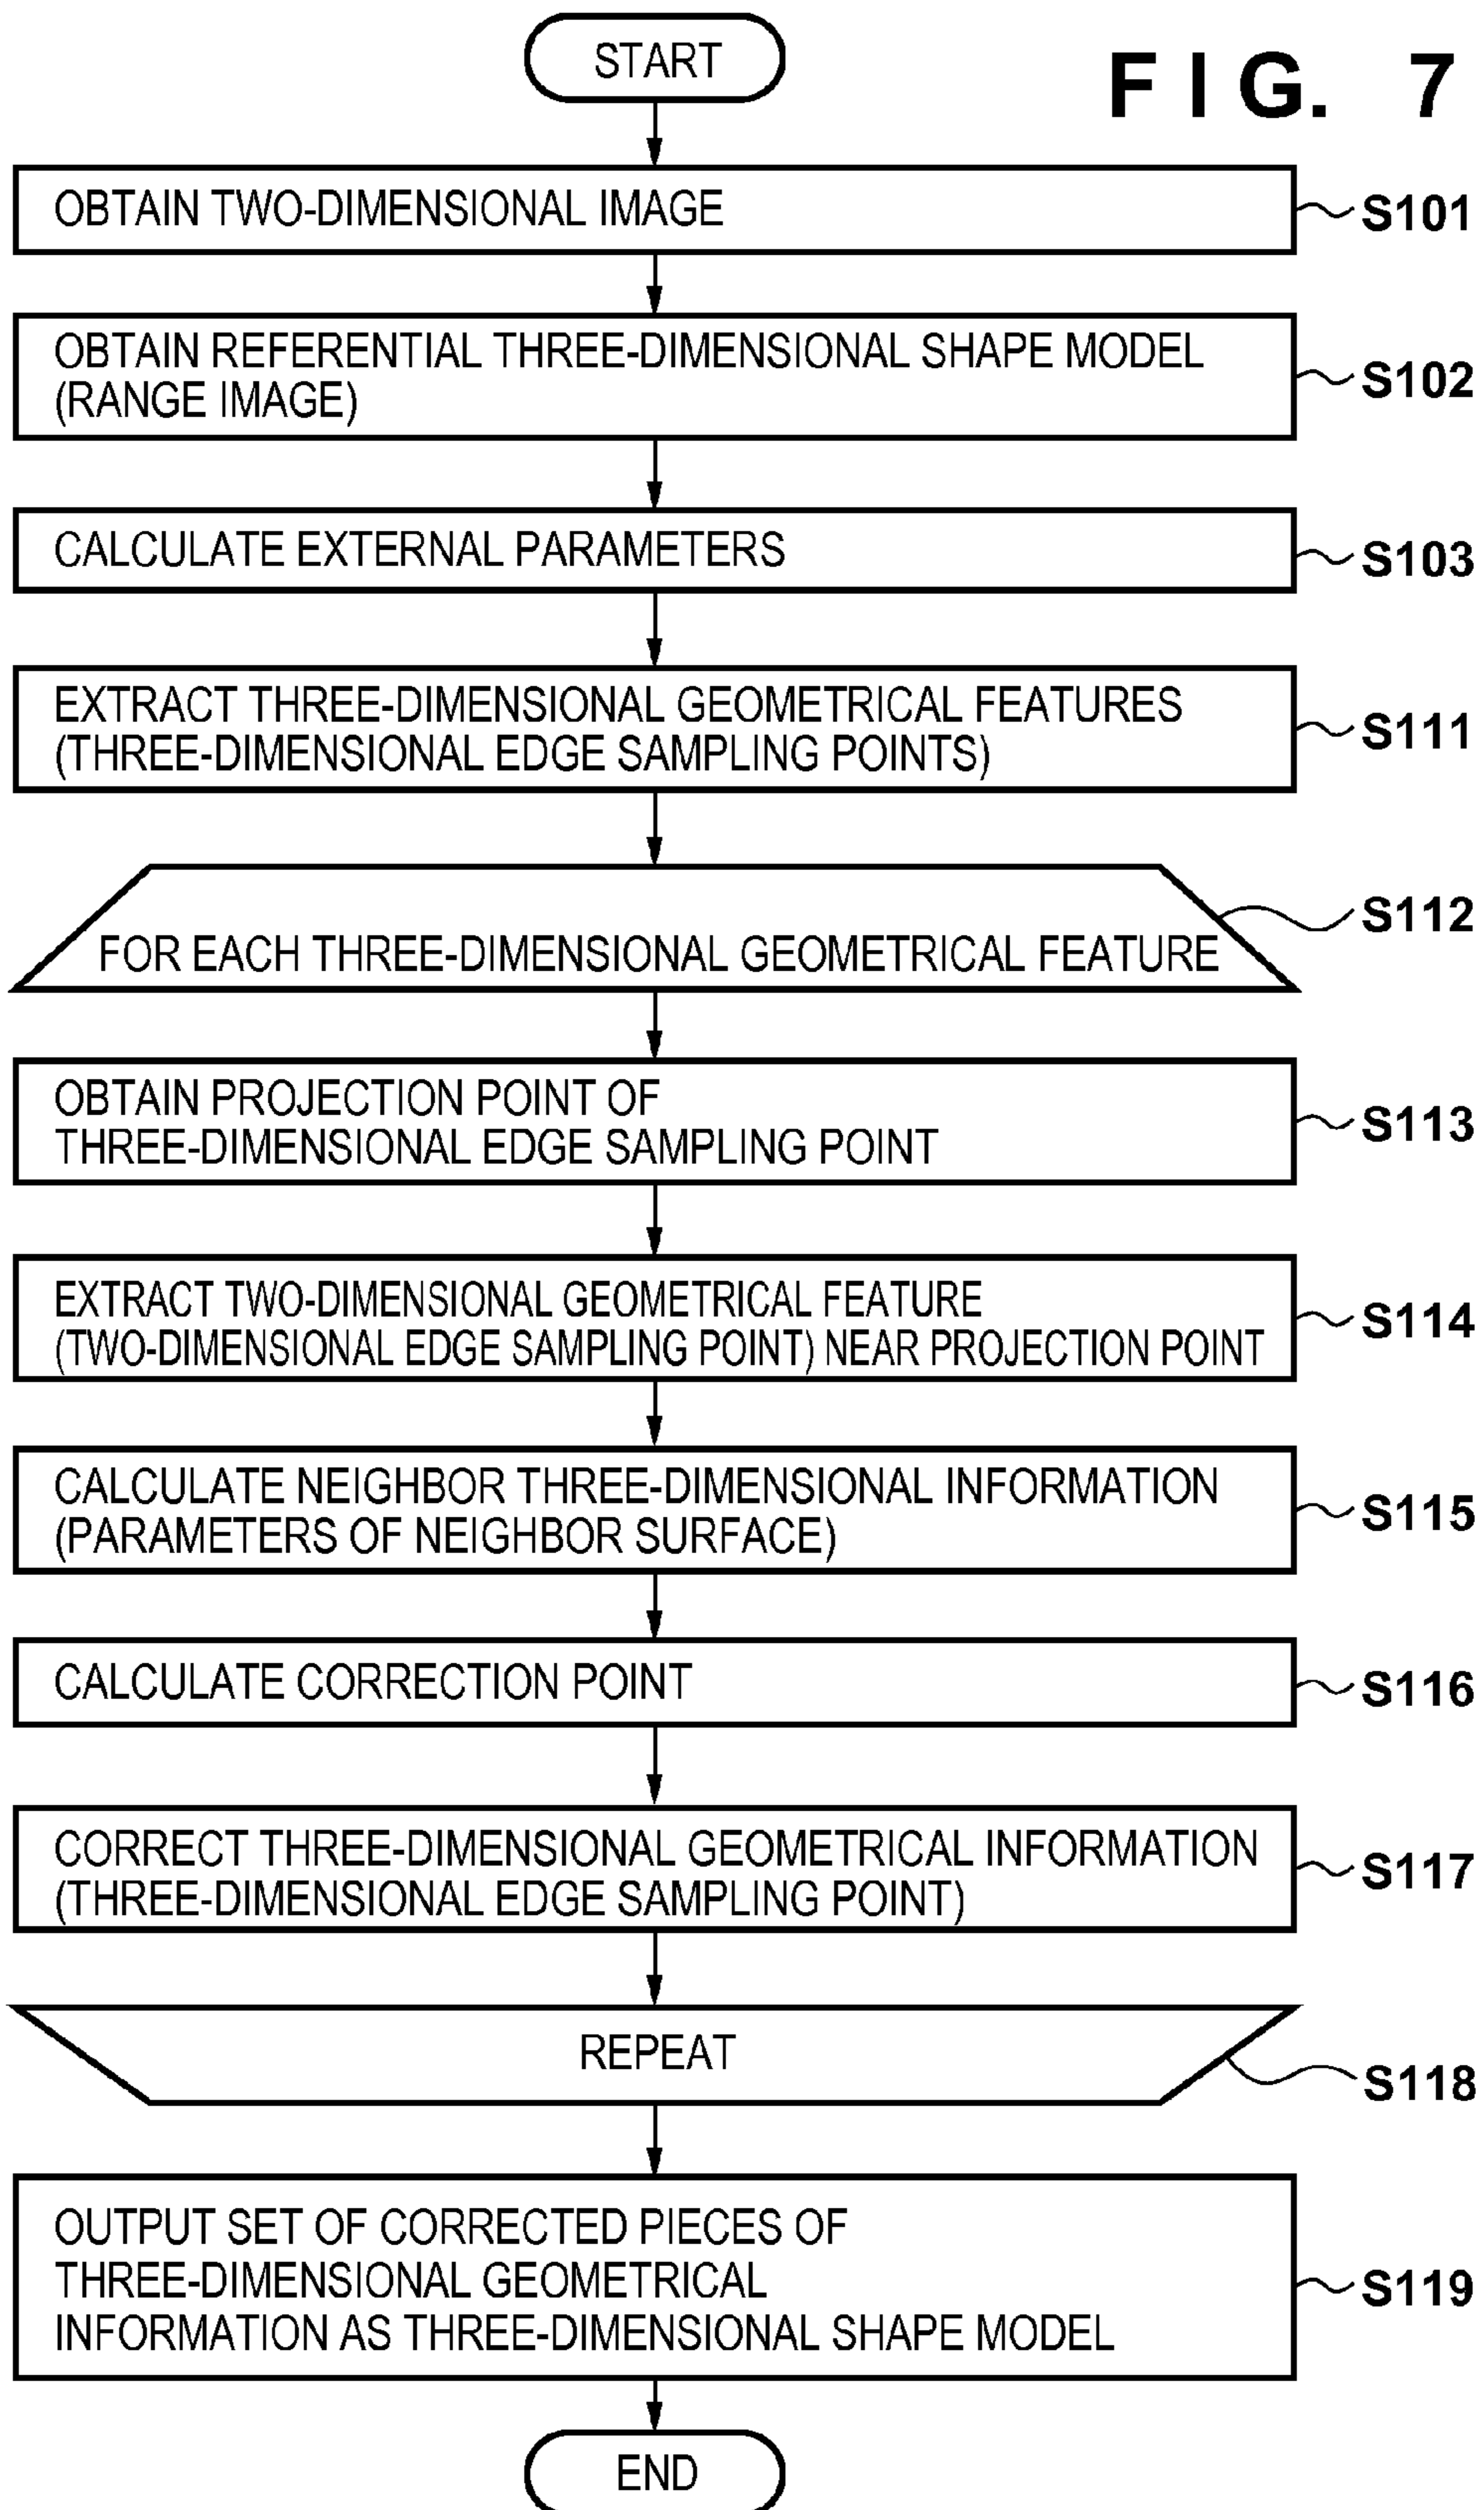 START
F I G. 7
OBTAIN TWO-DIMENSIONAL IMAGE
S101
OBTAIN REFERENTIAL THREE-DIMENSIONAL SHAPE MODEL
(RANGE IMAGE)
S102
CALCULATE EXTERNAL PARAMETERS
S103
EXTRACT THREE-DIMENSIONAL GEOMETRICAL FEATURES
(THREE-DIMENSIONAL EDGE SAMPLING POINTS)
S111
FOR EACH THREE-DIMENSIONAL GEOMETRICAL FEATURE
S112
OBTAIN PROJECTION POINT OF
THREE-DIMENSIONAL EDGE SAMPLING POINT
S113
EXTRACT TWO-DIMENSIONAL GEOMETRICAL FEATURE
(TWO-DIMENSIONAL EDGE SAMPLING POINT) NEAR PROJECTION POINT
S114
CALCULATE NEIGHBOR THREE-DIMENSIONAL INFORMATION
(PARAMETERS OF NEIGHBOR SURFACE)
S115
CALCULATE CORRECTION POINT
S116
CORRECT THREE-DIMENSIONAL GEOMETRICAL INFORMATION
(THREE-DIMENSIONAL EDGE SAMPLING POINT)
S117
REPEAT
S118
OUTPUT SET OF CORRECTED PIECES OF
THREE-DIMENSIONAL GEOMETRICAL
INFORMATION AS THREE-DIMENSIONAL SHAPE MODEL
S119
END